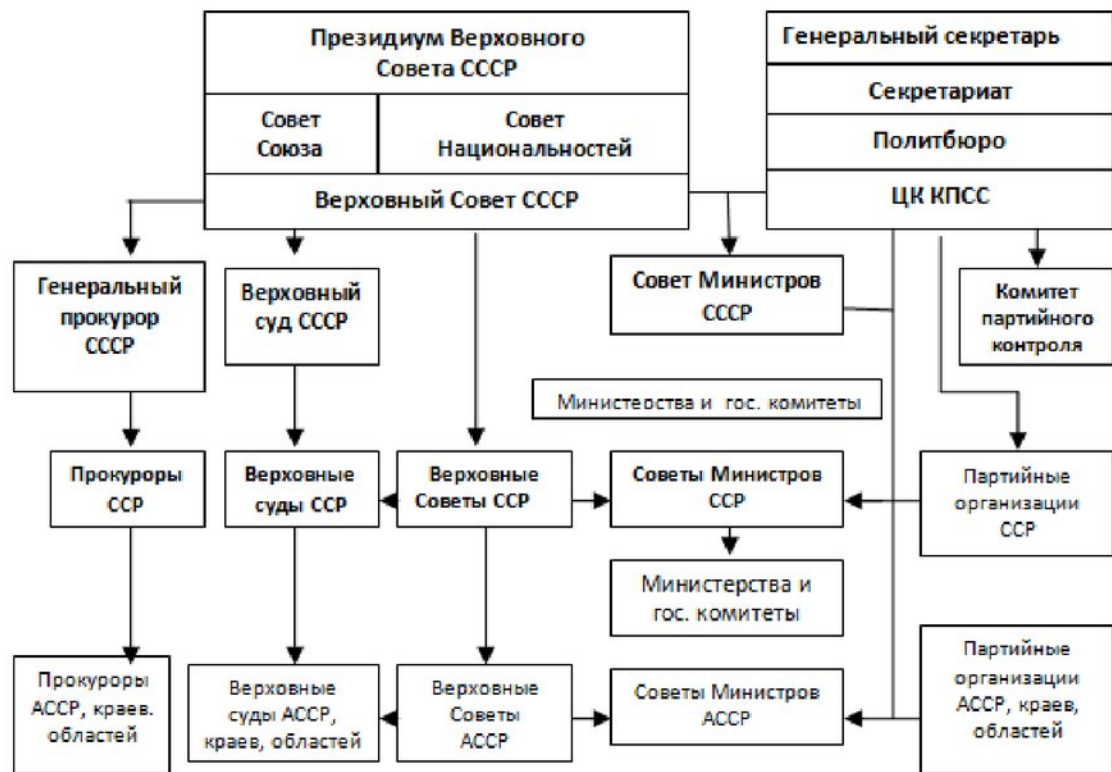 Президиум Верховного
Совета СССР
Совет
Союза
Совет
Национальностей
Верховный Совет СССР
Генеральный секретарь
Секретариат
Политбюро
ЦК КПСС
Генеральный
прокурор
СССР
Верховный
суд СССР
Совет Министров
СССР
Комитет
партийного
контроля
Министерства и гос. комитеты
Прокуроры
ССР
Верховные
суды ССР
Верховные
Советы ССР
Советы Министров
ССР
Партийные
организации
ССР
Министерства и
гос. комитеты
Прокуроры
АССР, краев.
областей
Верховные
суды АССР,
краев, областей
Верховные
Советы
АССР
Советы Министров
АССР
Партийные
организации
АССР, краев,
областей